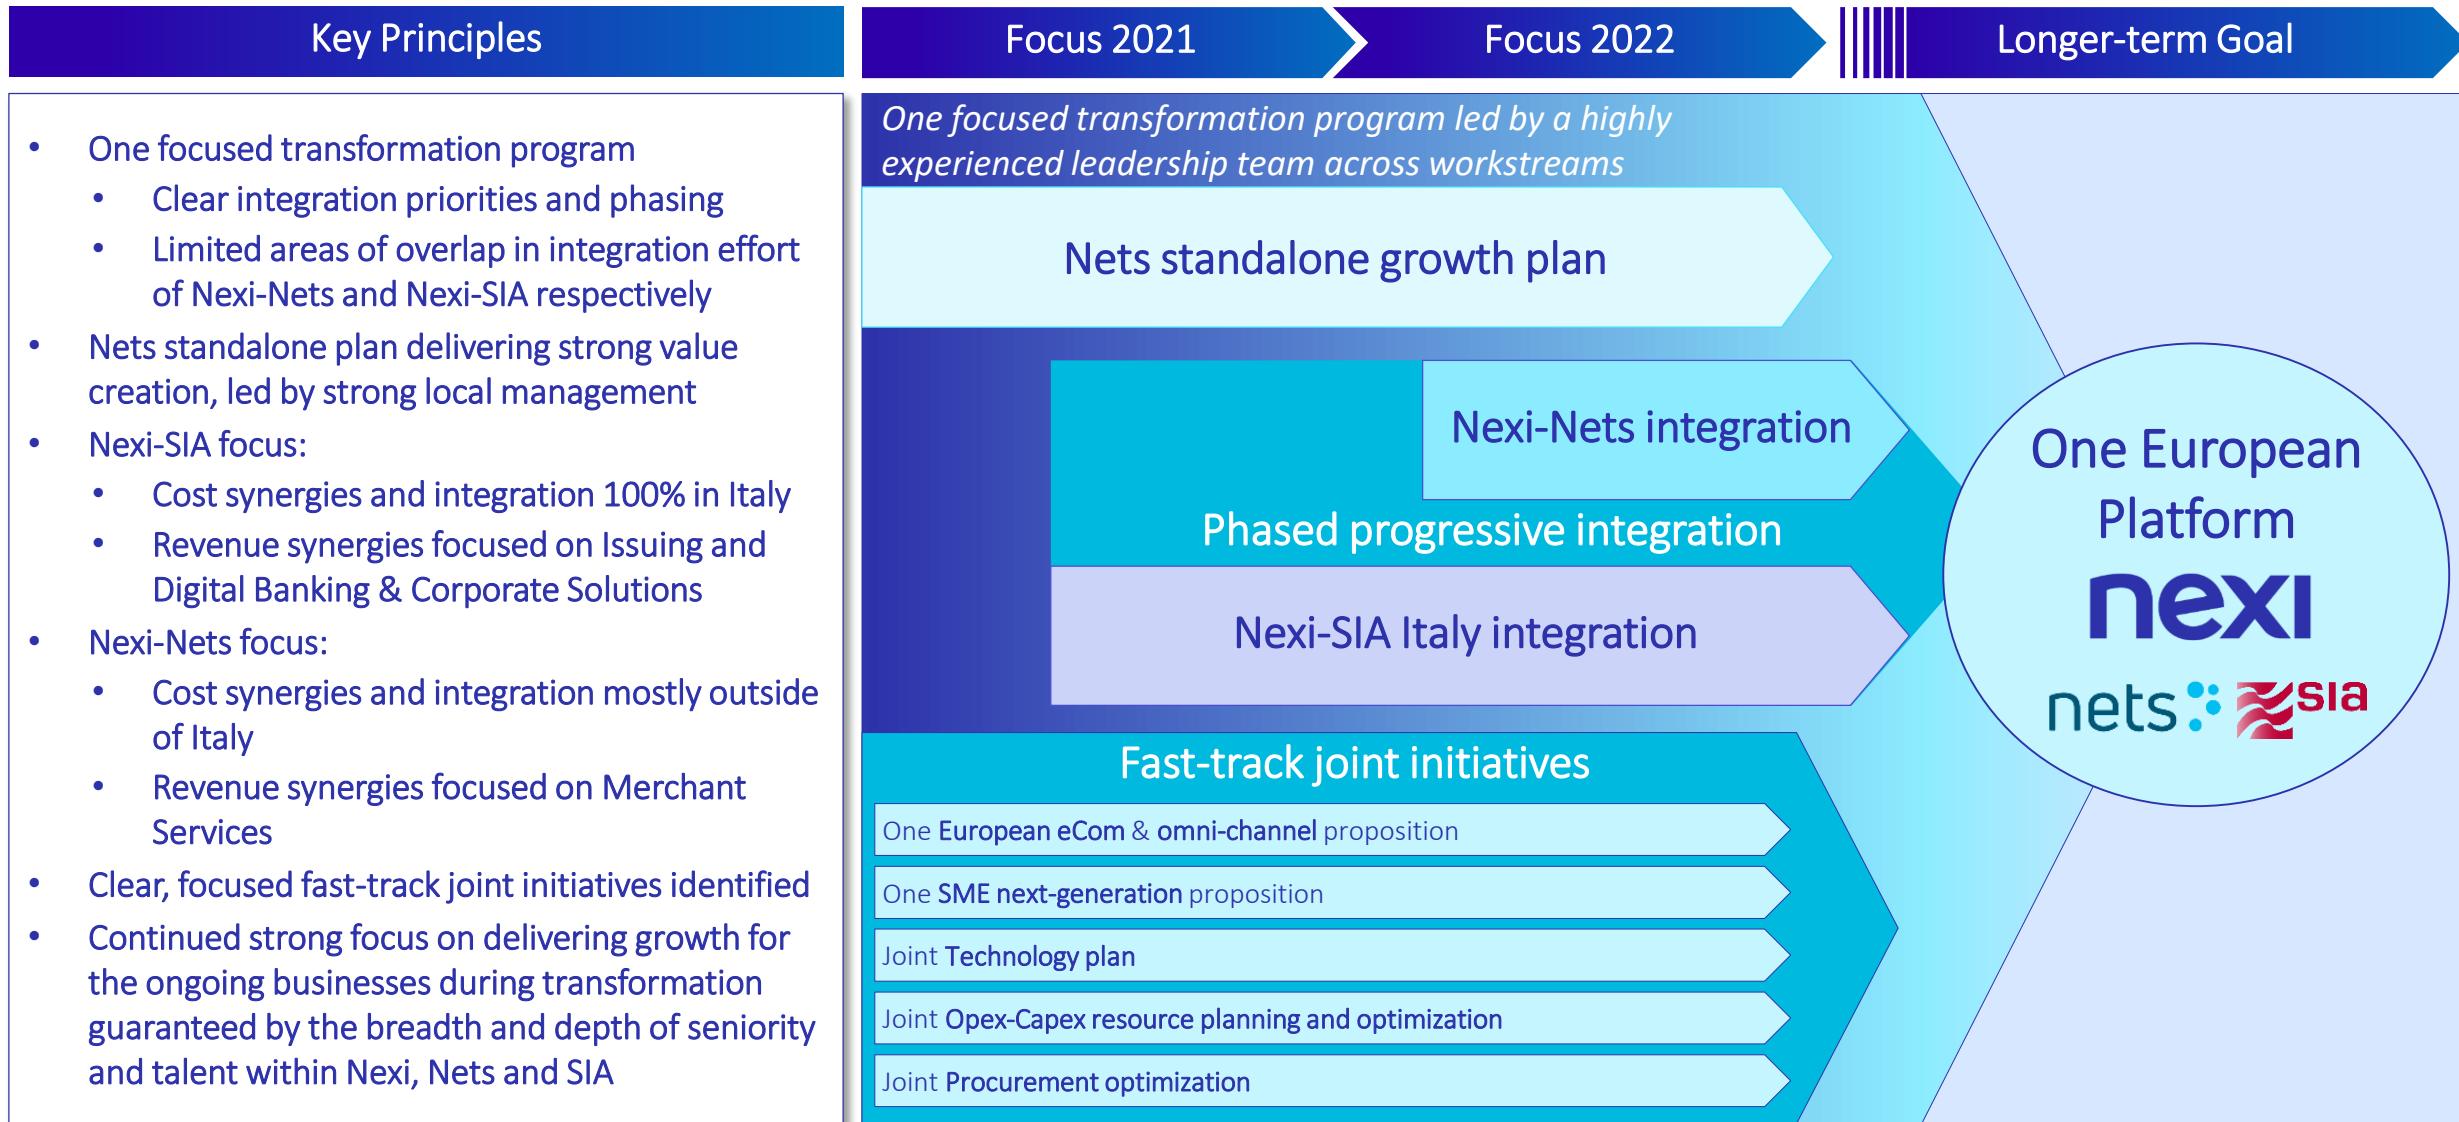 Key Principles
• One focused transformation program
• Clear integration priorities and phasing
• Limited areas of overlap in integration effort
of Nexi-Nets and Nexi-SIA respectively
• Nets standalone plan delivering strong value
creation, led by strong local management
• Nexi-SIA focus:
• Cost synergies and integration 100% in Italy
• Revenue synergies focused on Issuing and
Digital Banking & Corporate Solutions
• Nexi-Nets focus:
• Cost synergies and integration mostly outside
of Italy
• Revenue synergies focused on Merchant
Services
• Clear, focused fast-track joint initiatives identified
• Continued strong focus on delivering growth for
the ongoing businesses during transformation
guaranteed by the breadth and depth of seniority
and talent within Nexi, Nets and SIA
Focus 2021
Focus 2022
Longer-term Goal
One focused transformation program led by a highly
experienced leadership team across workstreams
Nets standalone growth plan
Nexi-Nets integration
Phased progressive integration
Nexi-SIA Italy integration
Fast-track joint initiatives
One European eCom & omni-channel proposition
One SME next-generation proposition
Joint Technology plan
Joint Opex-Capex resource planning and optimization
Joint Procurement optimization
One European
Platform
nexi
nets
sia